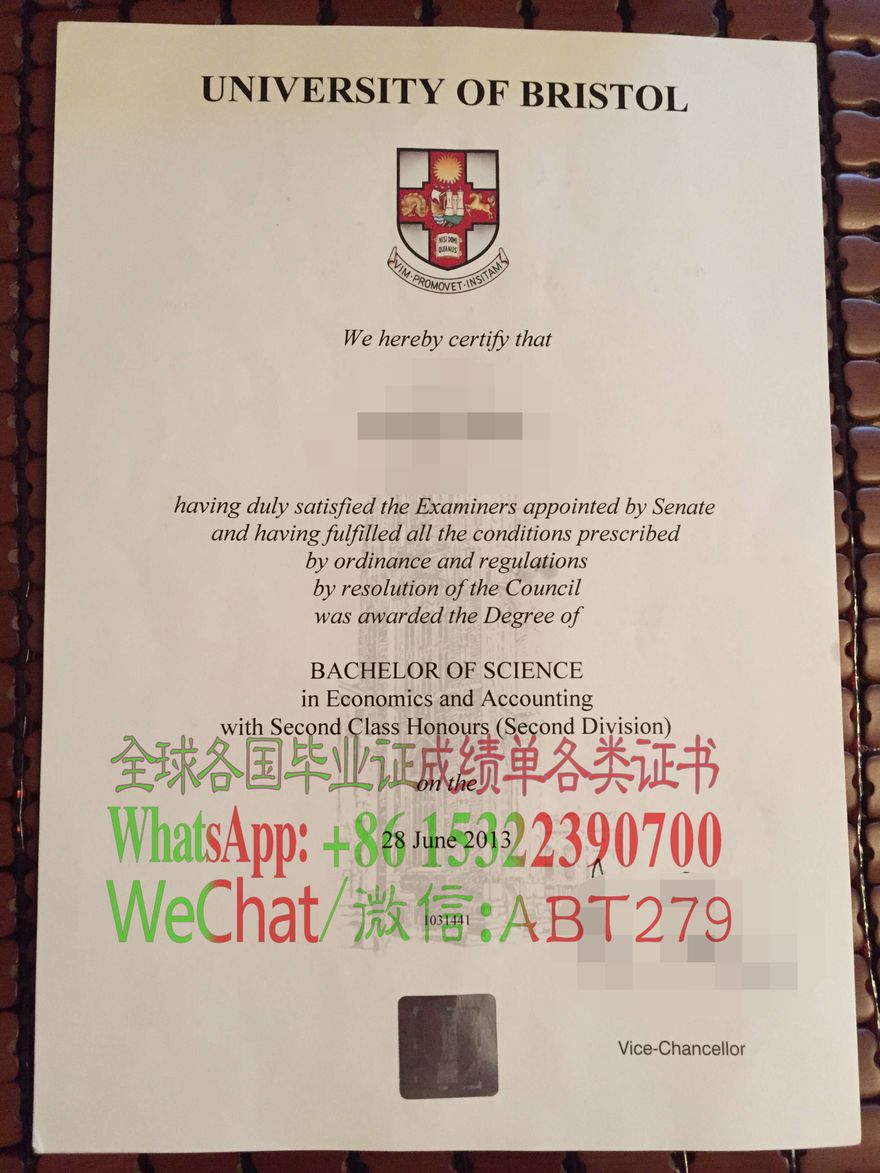 UNIVERSITY OF BRISTOL
NISI DOMI
QUANUS
VIM·PROMOVET·INSITAM
We hereby certify that
having duly satisfied the Examiners appointed by Senate
and having fulfilled all the conditions prescribed
by ordinance and regulations
by resolution of the Council
was awarded the Degree of
BACHELOR OF SCIENCE
in Economics and Accounting
with Second Class Honours (Second Division)
全球各国毕业证成绩单各类证书
on the
WhatsApp: +86 15322390700
28 June 2013
WeChat/微信:ABT279
1031441
Vice-Chancellor